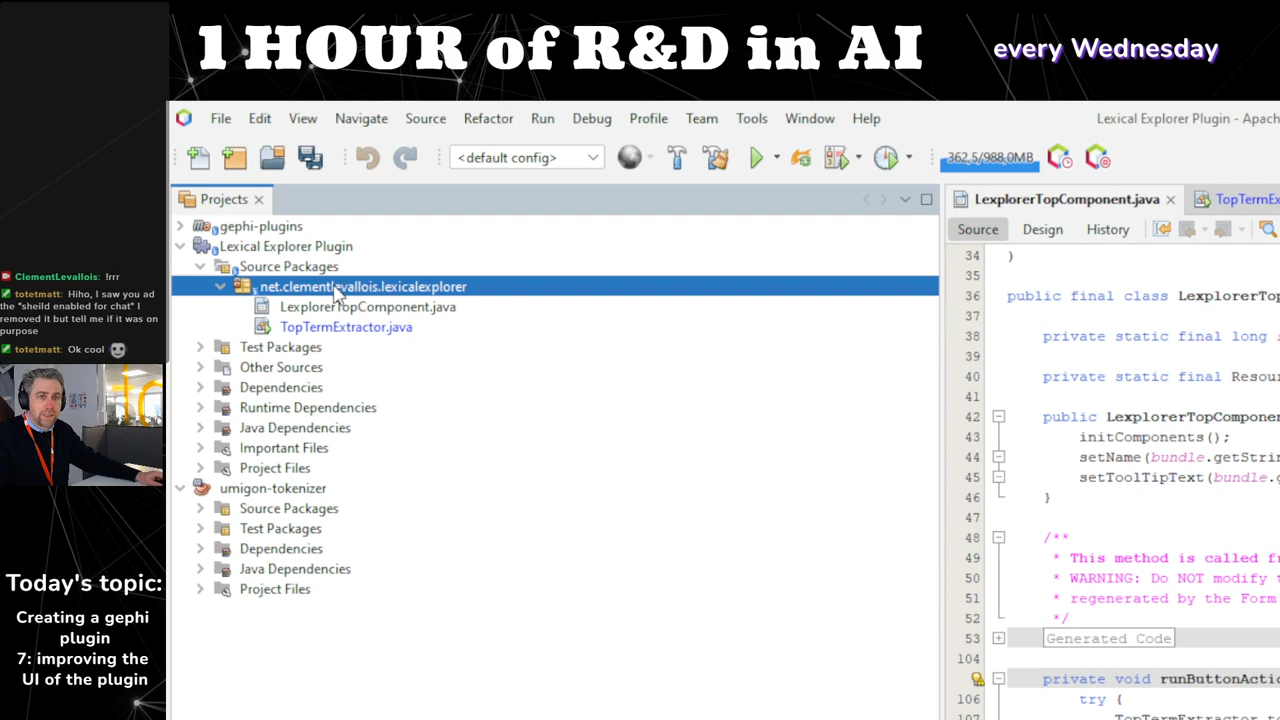 1 HOUR of R&D in AI
every Wednesday
File Edit View Navigate Source Refactor Run Debug Profile Team Tools Window Help
Lexical Explorer Plugin - Apach
<default config>
362,5/988,0MB
Projects
LexplorerTopComponent.java
TopTermEx
Source Design History
gephi-plugins
Lexical Explorer Plugin
Source Packages
net.clementlevallois.lexicalexplorer
LexplorerTopComponent.java
TopTermExtractor.java
Test Packages
Other Sources
Dependencies
Runtime Dependencies
Java Dependencies
Important Files
Project Files
umigon-tokenizer
Source Packages
Test Packages
Dependencies
Java Dependencies
Project Files
34 )
35
36 public final class LexplorerTop
37
38 private static final long
39
40 private static final Resour
41
42 public LexplorerTopComponen
43 initComponents();
44 setName(bundle.getStrin
45 setToolTipText(bundle.g
46 }
47
48 /**
49 * This method is called fr
50 * WARNING: Do NOT modify t
51 * regenerated by the Form
52 */
53 Generated Code
104
private void runButtonActio
106 try {
107 TopTermExtractor
ClementLevallois: !rrr
totetmatt: Hiho, I saw you ad
the "sheild enabled for chat" I
removed it but tell me if it was on
purpose
totetmatt: Ok cool
Today's topic:
Creating a gephi
plugin
7: improving the
UI of the plugin